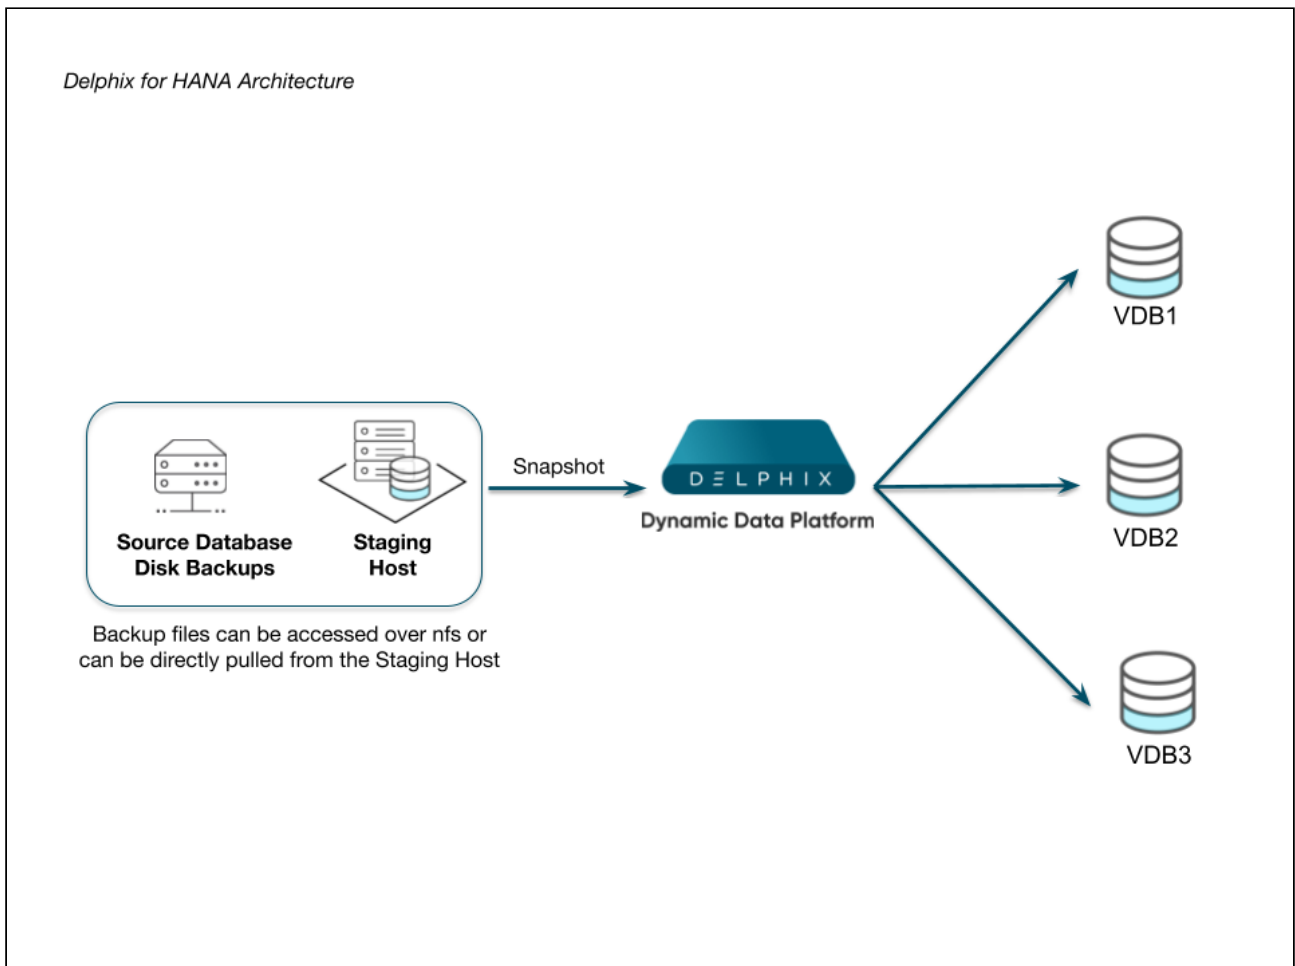 Delphix for HANA Architecture
VDB1
Snapshot
DELPHIX
Dynamic Data Platform
Source Database
Disk Backups
Staging
Host
VDB2
Backup files can be accessed over nfs or
can be directly pulled from the Staging Host
VDB3